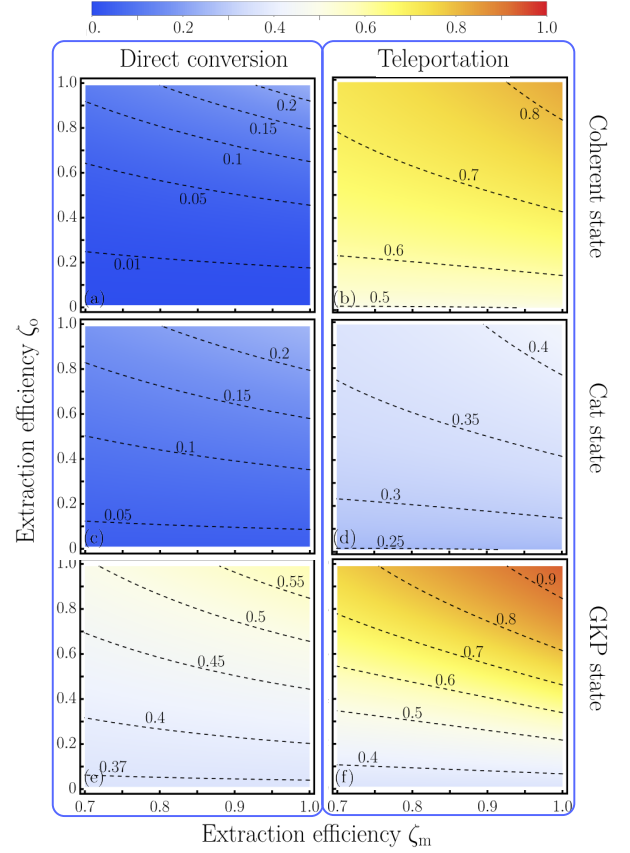 0. 0.2 0.4 0.6 0.8 1.0
Direct conversion
Teleportation
1.0
0.8
0.6
0.4
0.2
0
0.2
0.15
0.1
0.05
0.01
(a)
0.8
0.7
0.6
0.5
(b)
Coherent state
1.0
0.8
0.6
0.4
0.2
0
0.2
0.15
0.1
0.05
(c)
0.4
0.35
0.3
0.25
(d)
Cat state
Extraction efficiency ζo
1.0
0.8
0.6
0.4
0.2
0
0.55
0.5
0.45
0.4
0.37
(e)
0.9
0.8
0.7
0.6
0.5
0.4
(f)
GKP state
0.7 0.8 0.9 1.0
0.7 0.8 0.9 1.0
Extraction efficiency ζm